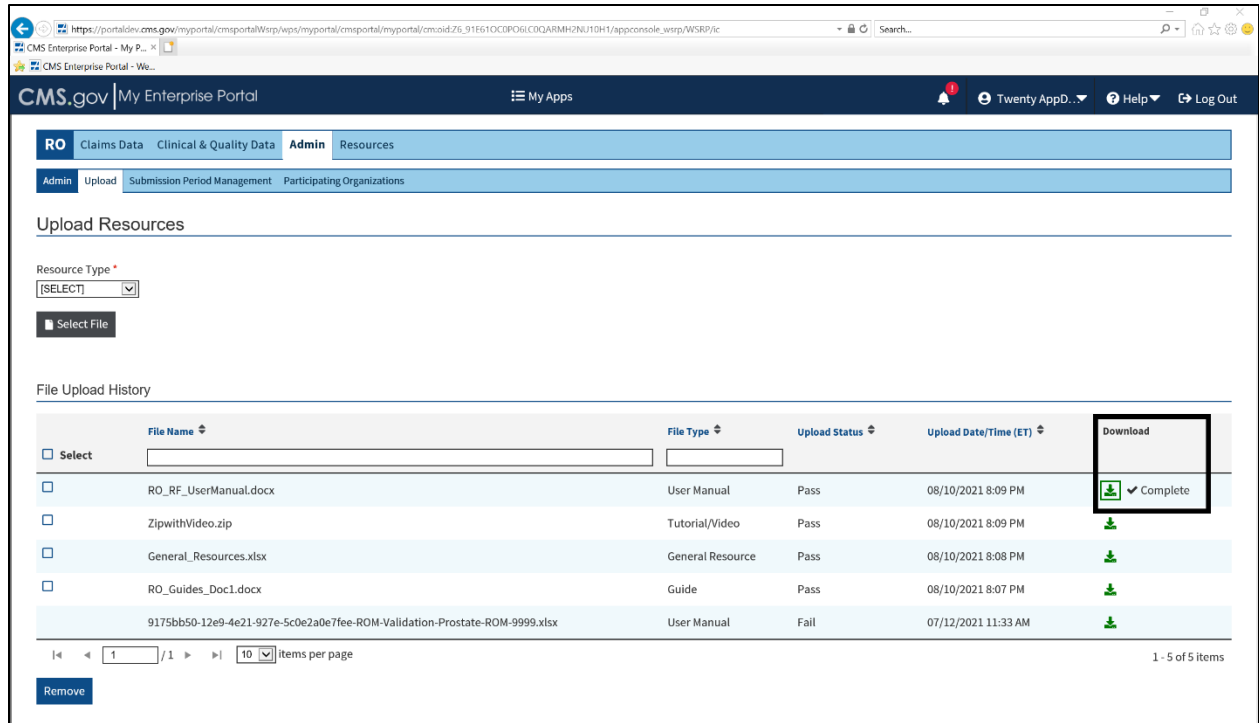 https://portaldev.cms.gov/myportal/cmsportalWsrp/wps/myportal/cmsportal/myportal/cm:oid:Z6_91E61OC0PO6LC0QARMH2NU10H1/appconsole_wsrp/WSRP/ic Search...
CMS Enterprise Portal - My P...
CMS Enterprise Portal - We...
CMS.gov My Enterprise Portal My Apps ! Twenty AppD... Help Log Out
RO Claims Data Clinical & Quality Data Admin Resources
Admin Upload Submission Period Management Participating Organizations
Upload Resources
Resource Type *
[SELECT]
Select File
File Upload History
File Name File Type Upload Status Upload Date/Time (ET) Download
Select
RO_RF_UserManual.docx User Manual Pass 08/10/2021 8:09 PM Complete
ZipwithVideo.zip Tutorial/Video Pass 08/10/2021 8:09 PM
General_Resources.xlsx General Resource Pass 08/10/2021 8:08 PM
RO_Guides_Doc1.docx Guide Pass 08/10/2021 8:07 PM
9175bb50-12e9-4e21-927e-5c0e2a0e7fee-ROM-Validation-Prostate-ROM-9999.xlsx User Manual Fail 07/12/2021 11:33 AM
1 / 1 10 items per page 1 - 5 of 5 items
Remove